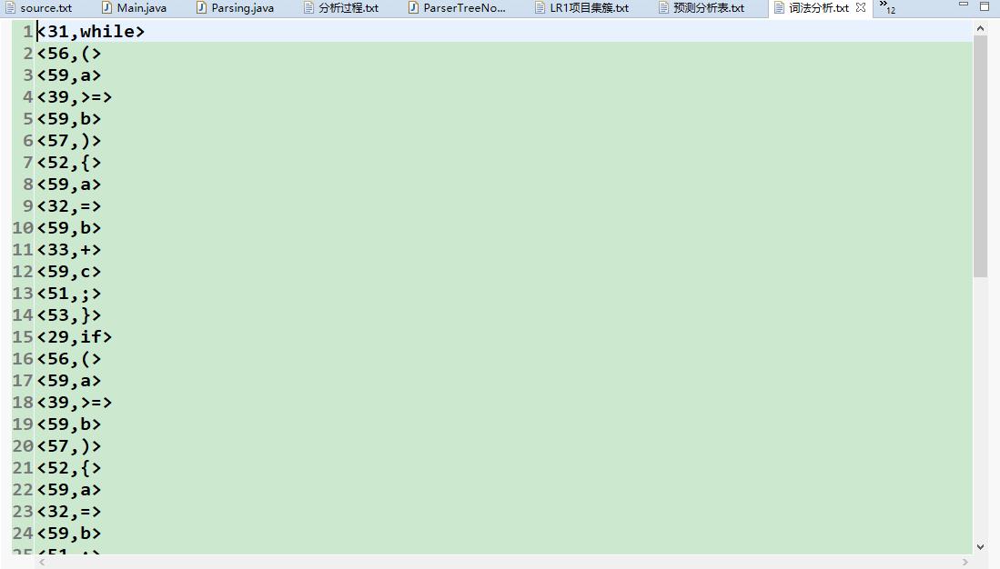 source.txt Main.java Parsing.java 分析过程.txt ParserTreeNo... LR1项目集簇.txt 预测分析表.txt 词法分析.txt »12
1 <31,while>
2 <56,(>
3 <59,a>
4 <39,>=>
5 <59,b>
6 <57,)>
7 <52,{>
8 <59,a>
9 <32,=>
10 <59,b>
11 <33,+>
12 <59,c>
13 <51,;>
14 <53,}>
15 <29,if>
16 <56,(>
17 <59,a>
18 <39,>=>
19 <59,b>
20 <57,)>
21 <52,{>
22 <59,a>
23 <32,=>
24 <59,b>
25 <51,;>